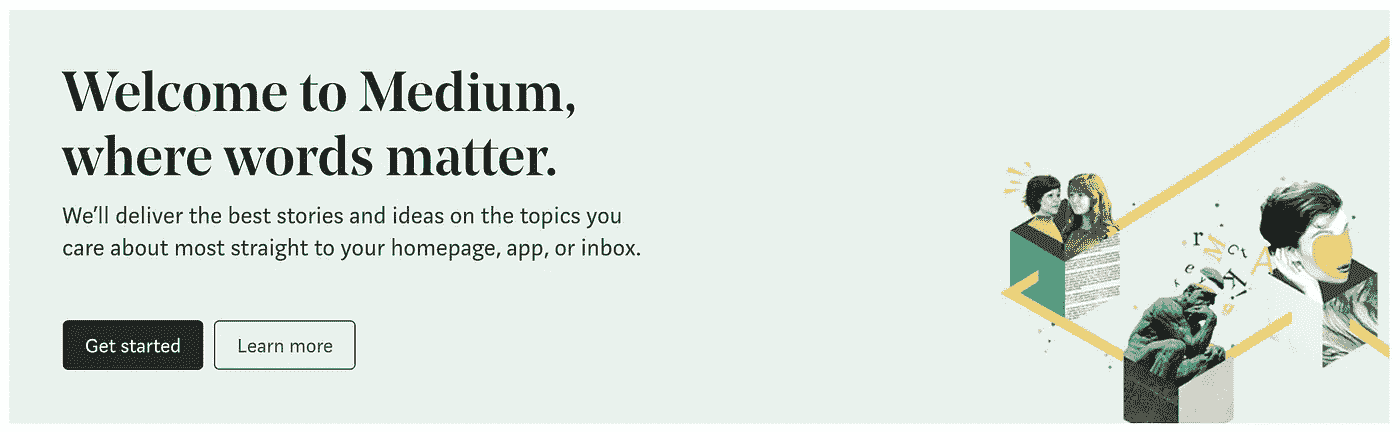 Welcome to Medium,
where words matter.
We'll deliver the best stories and ideas on the topics you
care about most straight to your homepage, app, or inbox.
Get started
Learn more